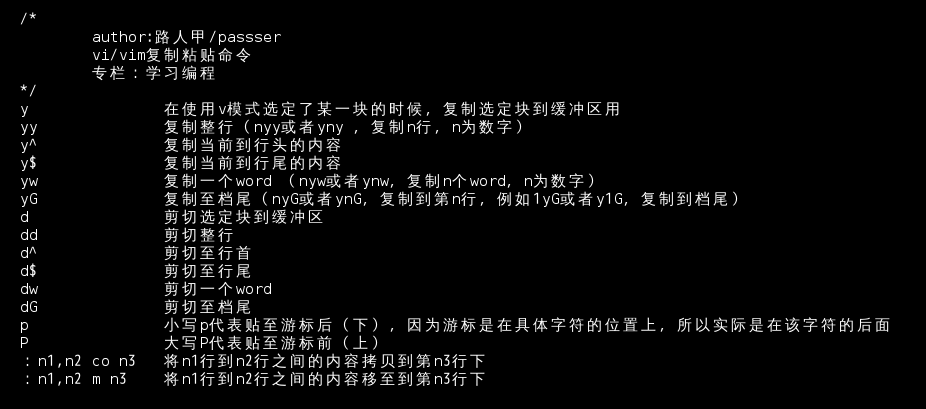 /*
author:路人甲/passser
vi/vim复制粘贴命令
专栏：学习编程
*/
y 在使用v模式选定了某一块的时候，复制选定块到缓冲区用
yy 复制整行（nyy或者yny ，复制n行，n为数字）
y^ 复制当前到行头的内容
y$ 复制当前到行尾的内容
yw 复制一个word （nyw或者ynw，复制n个word，n为数字）
yG 复制至档尾（nyG或者ynG，复制到第n行，例如1yG或者y1G，复制到档尾）
d 剪切选定块到缓冲区
dd 剪切整行
d^ 剪切至行首
d$ 剪切至行尾
dw 剪切一个word
dG 剪切至档尾
p 小写p代表贴至游标后（下），因为游标是在具体字符的位置上，所以实际是在该字符的后面
P 大写P代表贴至游标前（上）
：n1,n2 co n3 将n1行到n2行之间的内容拷贝到第n3行下
：n1,n2 m n3 将n1行到n2行之间的内容移至到第n3行下